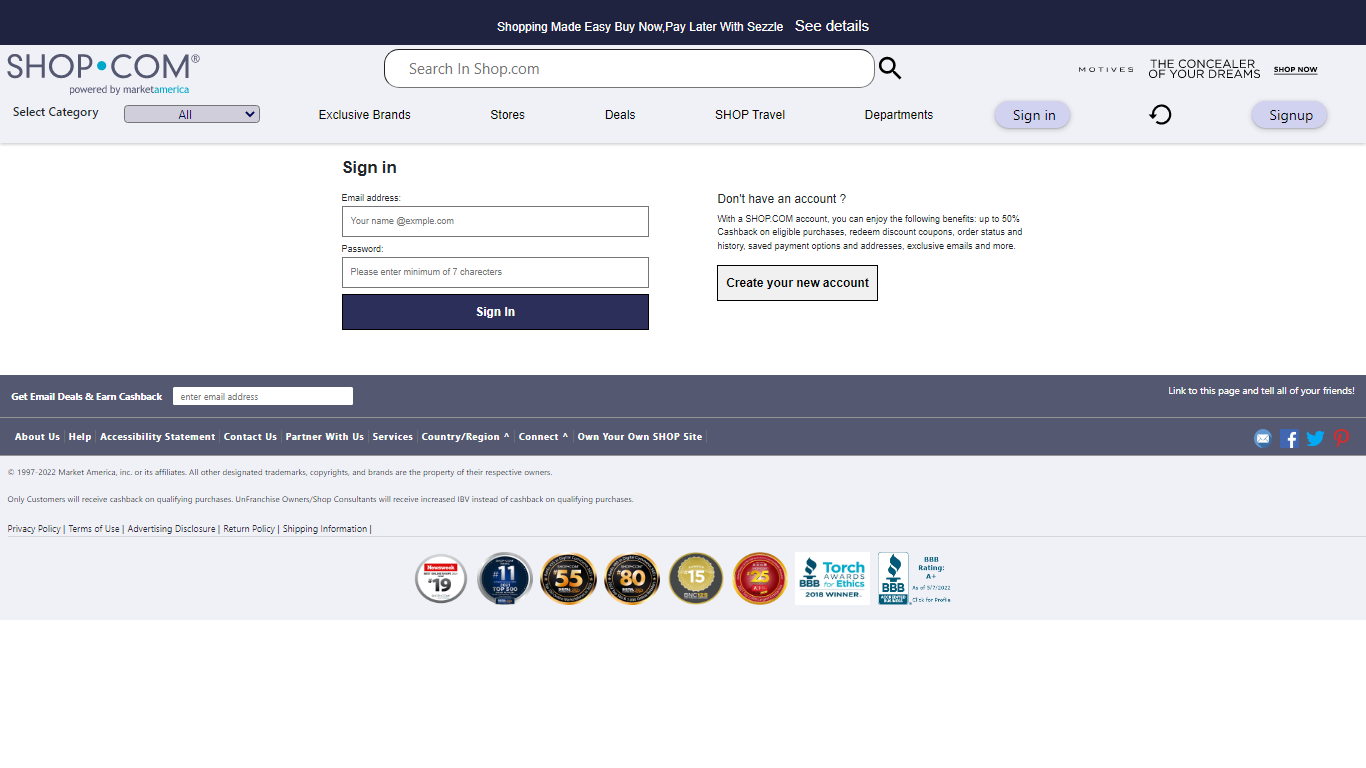 Shopping Made Easy Buy Now,Pay Later With Sezzle See details
SHOP•COM®
powered by marketamerica
Search In Shop.com
MOTIVES
THE CONCEALER
OF YOUR DREAMS
SHOP NOW
Select Category
All
Exclusive Brands
Stores
Deals
SHOP Travel
Departments
Sign in
Signup
Sign in
Email address:
Your name @exmple.com
Password:
Please enter minimum of 7 charecters
Sign In
Don't have an account ?
With a SHOP.COM account, you can enjoy the following benefits: up to 50%
Cashback on eligible purchases, redeem discount coupons, order status and
history, saved payment options and addresses, exclusive emails and more.
Create your new account
Get Email Deals & Earn Cashback
enter email address
Link to this page and tell all of your friends!
About Us
Help
Accessibility Statement
Contact Us
Partner With Us
Services
Country/Region ^
Connect ^
Own Your Own SHOP Site
© 1997-2022 Market America, inc. or its affiliates. All other designated trademarks, copyrights, and brands are the property of their respective owners.
Only Customers will receive cashback on qualifying purchases. UnFranchise Owners/Shop Consultants will receive increased IBV instead of cashback on qualifying purchases.
Privacy Policy | Terms of Use | Advertising Disclosure | Return Policy | Shipping Information |
Newsweek
#19
#11
TOP 500
#55
#80
15
#25
BBB
Torch
AWARDS
for Ethics
2018 WINNER
BBB
ACCREDITED
BUSINESS
BBB
Rating:
A+
As of 9/7/2022
Click for Profile